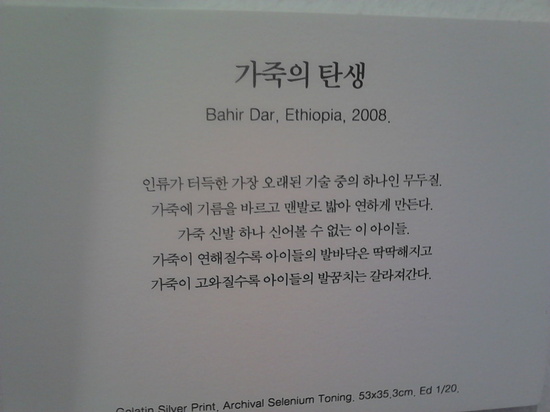 가죽의 탄생
Bahir Dar, Ethiopia, 2008.
인류가 터득한 가장 오래된 기술 중의 하나인 무두질.
가죽에 기름을 바르고 맨발로 밟아 연하게 만든다.
가죽 신발 하나 신어볼 수 없는 이 아이들.
가죽이 연해질수록 아이들의 발바닥은 딱딱해지고
가죽이 고와질수록 아이들의 발꿈치는 갈라져간다.
Gelatin Silver Print, Archival Selenium Toning. 53x35.3cm. Ed 1/20.